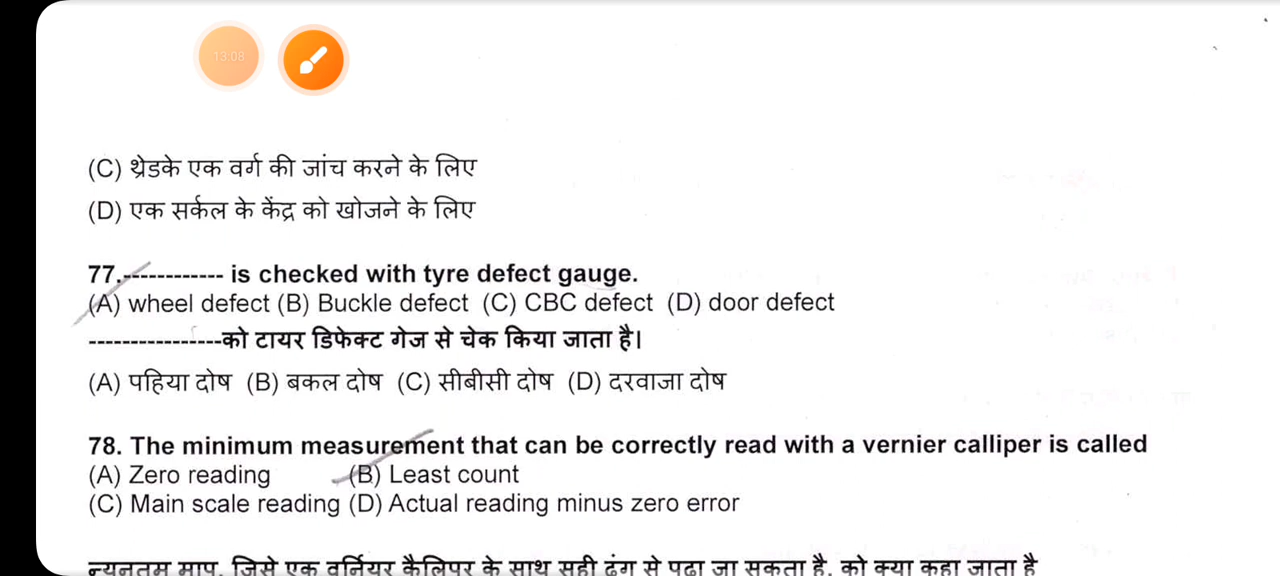 13:08
(C) थ्रेडके एक वर्ग की जांच करने के लिए
(D) एक सर्कल के केंद्र को खोजने के लिए
77.------------ is checked with tyre defect gauge.
(A) wheel defect (B) Buckle defect (C) CBC defect (D) door defect
----------------को टायर डिफेक्ट गेज से चेक किया जाता है।
(A) पहिया दोष (B) बकल दोष (C) सीबीसी दोष (D) दरवाजा दोष
78. The minimum measurement that can be correctly read with a vernier calliper is called
(A) Zero reading (B) Least count
(C) Main scale reading (D) Actual reading minus zero error
न्यूनतम माप, जिसे एक वर्नियर कैलिपर के साथ सही ढंग से पढ़ा जा सकता है, को क्या कहा जाता है